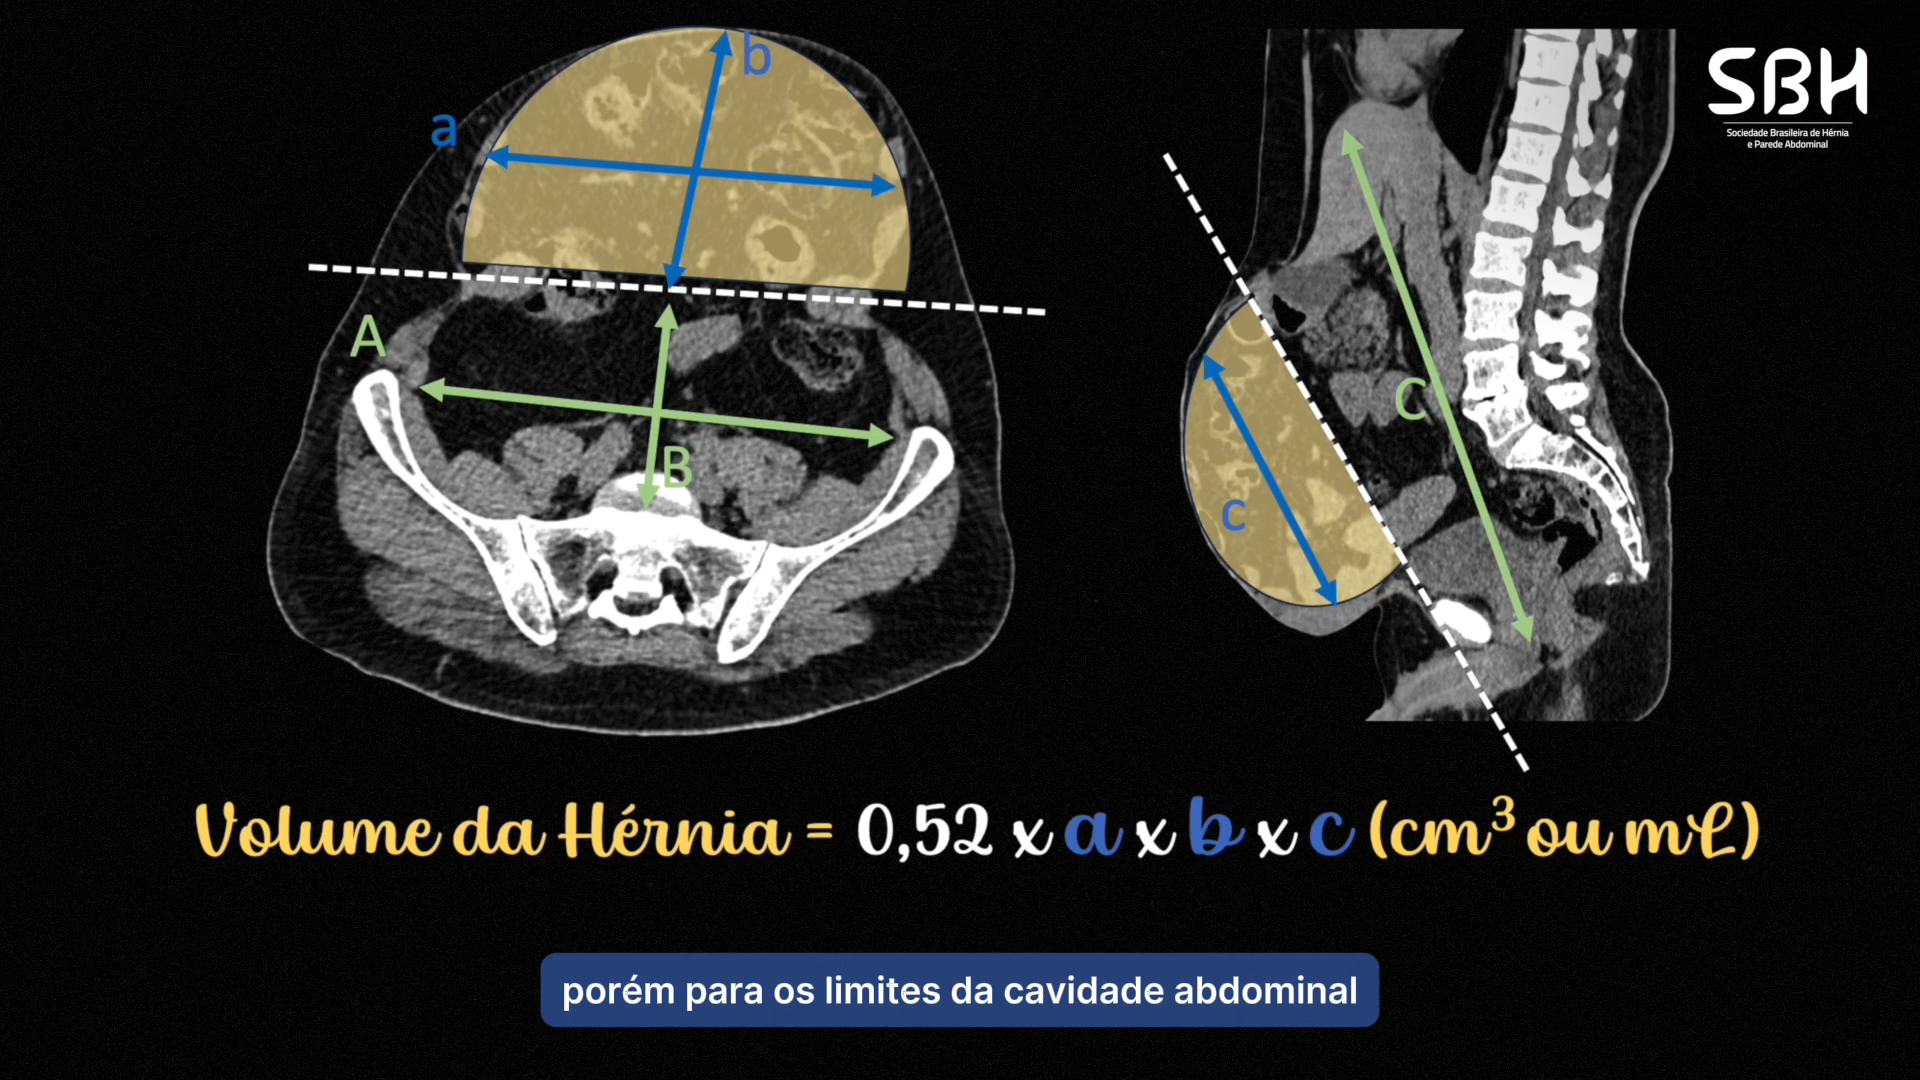 b
a
A
B
SBH
Sociedade Brasileira de Hérnia
e Parede Abdominal
C
c
Volume da Hérnia = 0,52 x a x b x c (cm³ ou mL)
porém para os limites da cavidade abdominal